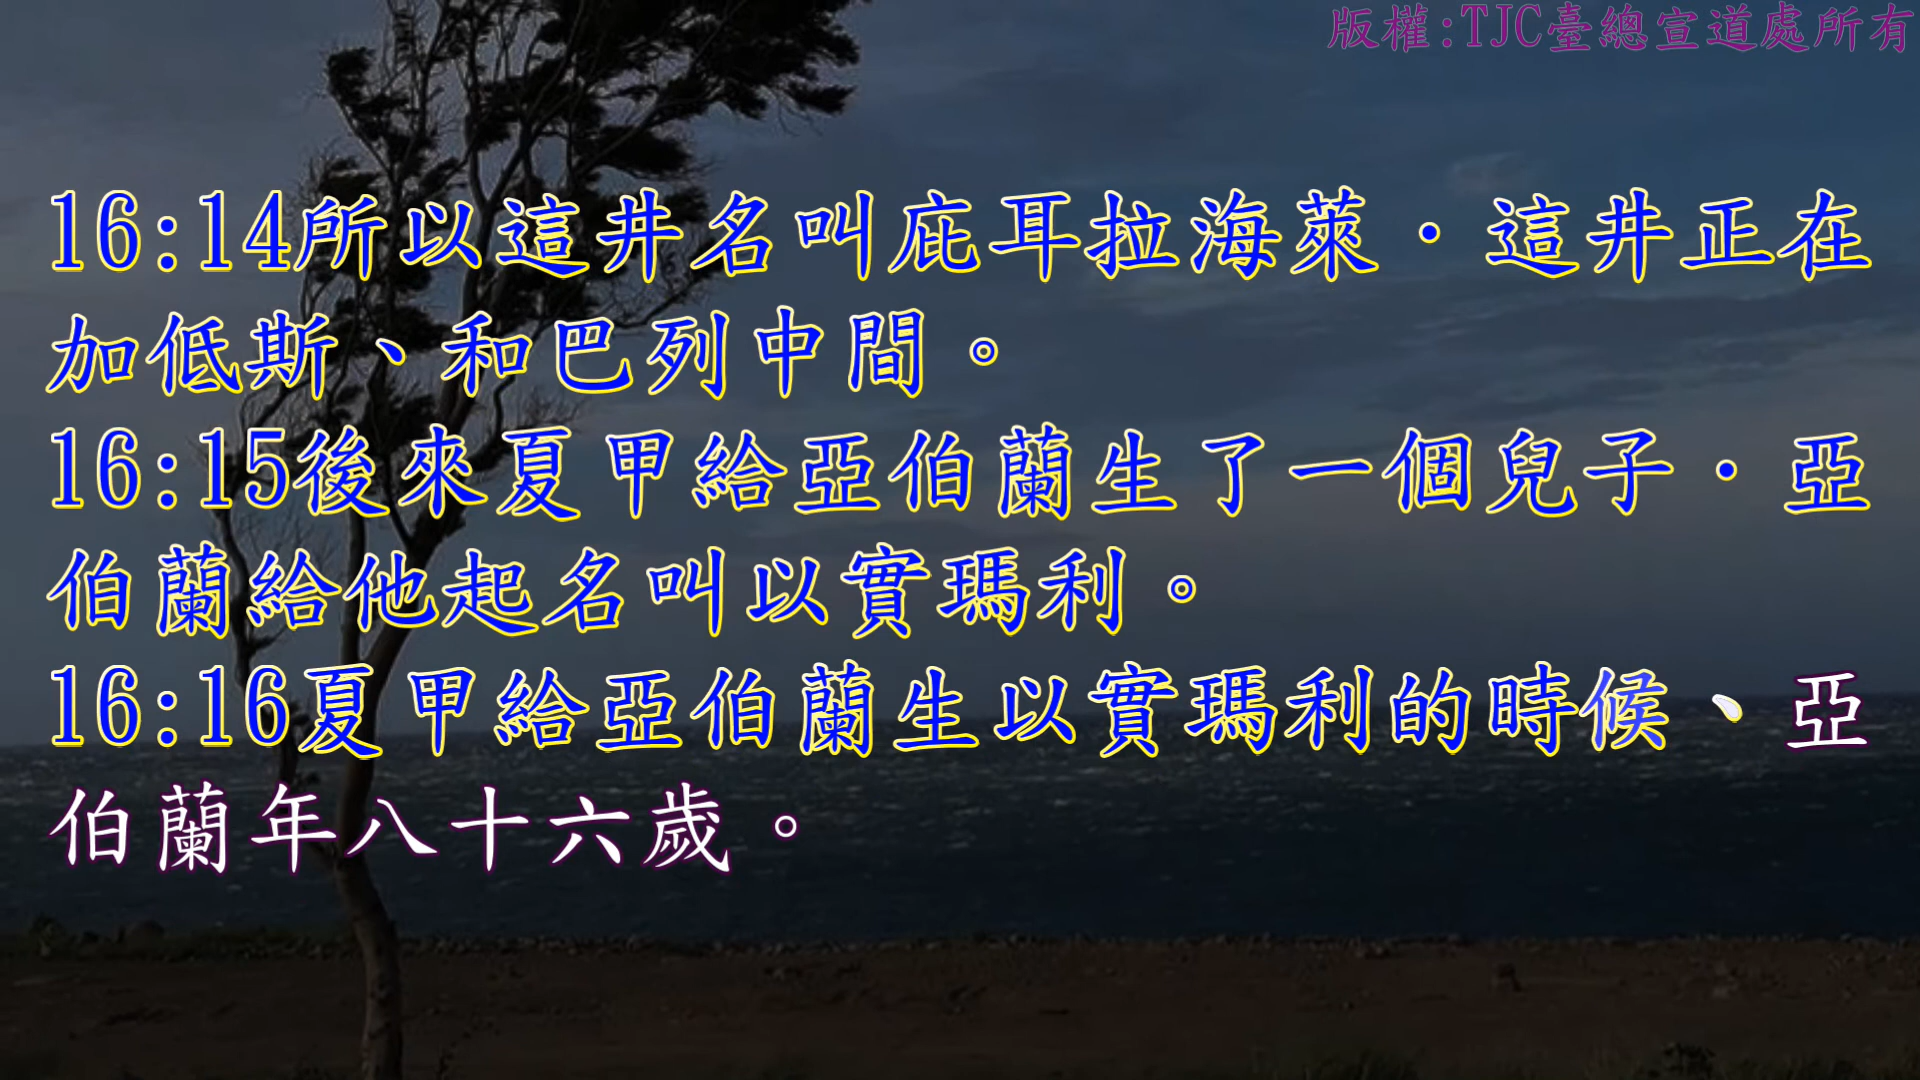 版權:TJC臺總宣道處所有
16:14所以這井名叫庇耳拉海萊．這井正在
加低斯、和巴列中間。
16:15後來夏甲給亞伯蘭生了一個兒子．亞
伯蘭給他起名叫以實瑪利。
16:16夏甲給亞伯蘭生以實瑪利的時候、亞
伯蘭年八十六歲。